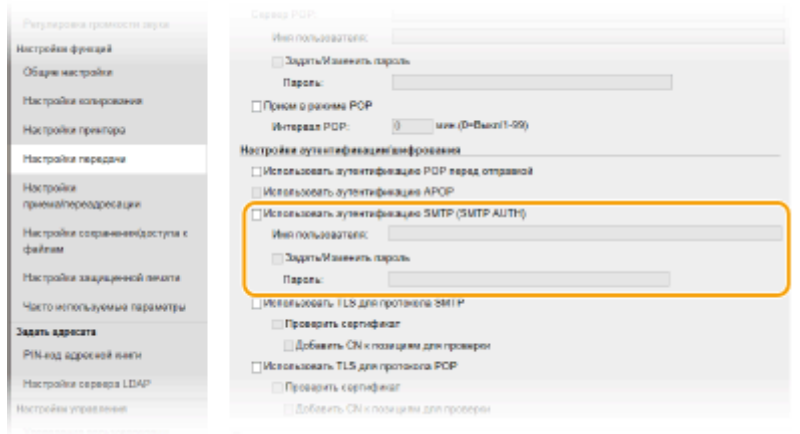 Регулировка громкости звука
Настройки функций
Общие настройки
Настройки копирования
Настройки принтера
Настройки передачи
Настройки
приема/переадресации
Настройки сохранения/доступа к
файлам
Настройки защищенной печати
Часто используемые параметры
Задать адресата
PIN-код адресной книги
Настройки сервера LDAP
Настройки управления
Сервер POP:
Имя пользователя:
Задать/Изменить пароль
Пароль:
Прием в режиме POP
Интервал POP: 0 мин.(0=Выкл/1-99)
Настройки аутентификации/шифрования
Использовать аутентификацию POP перед отправкой
Использовать аутентификацию APOP
Использовать аутентификацию SMTP (SMTP AUTH)
Имя пользователя:
Задать/Изменить пароль
Пароль:
Использовать TLS для протокола SMTP
Проверить сертификат
Добавить CN к позициям для проверки
Использовать TLS для протокола POP
Проверить сертификат
Добавить CN к позициям для проверки